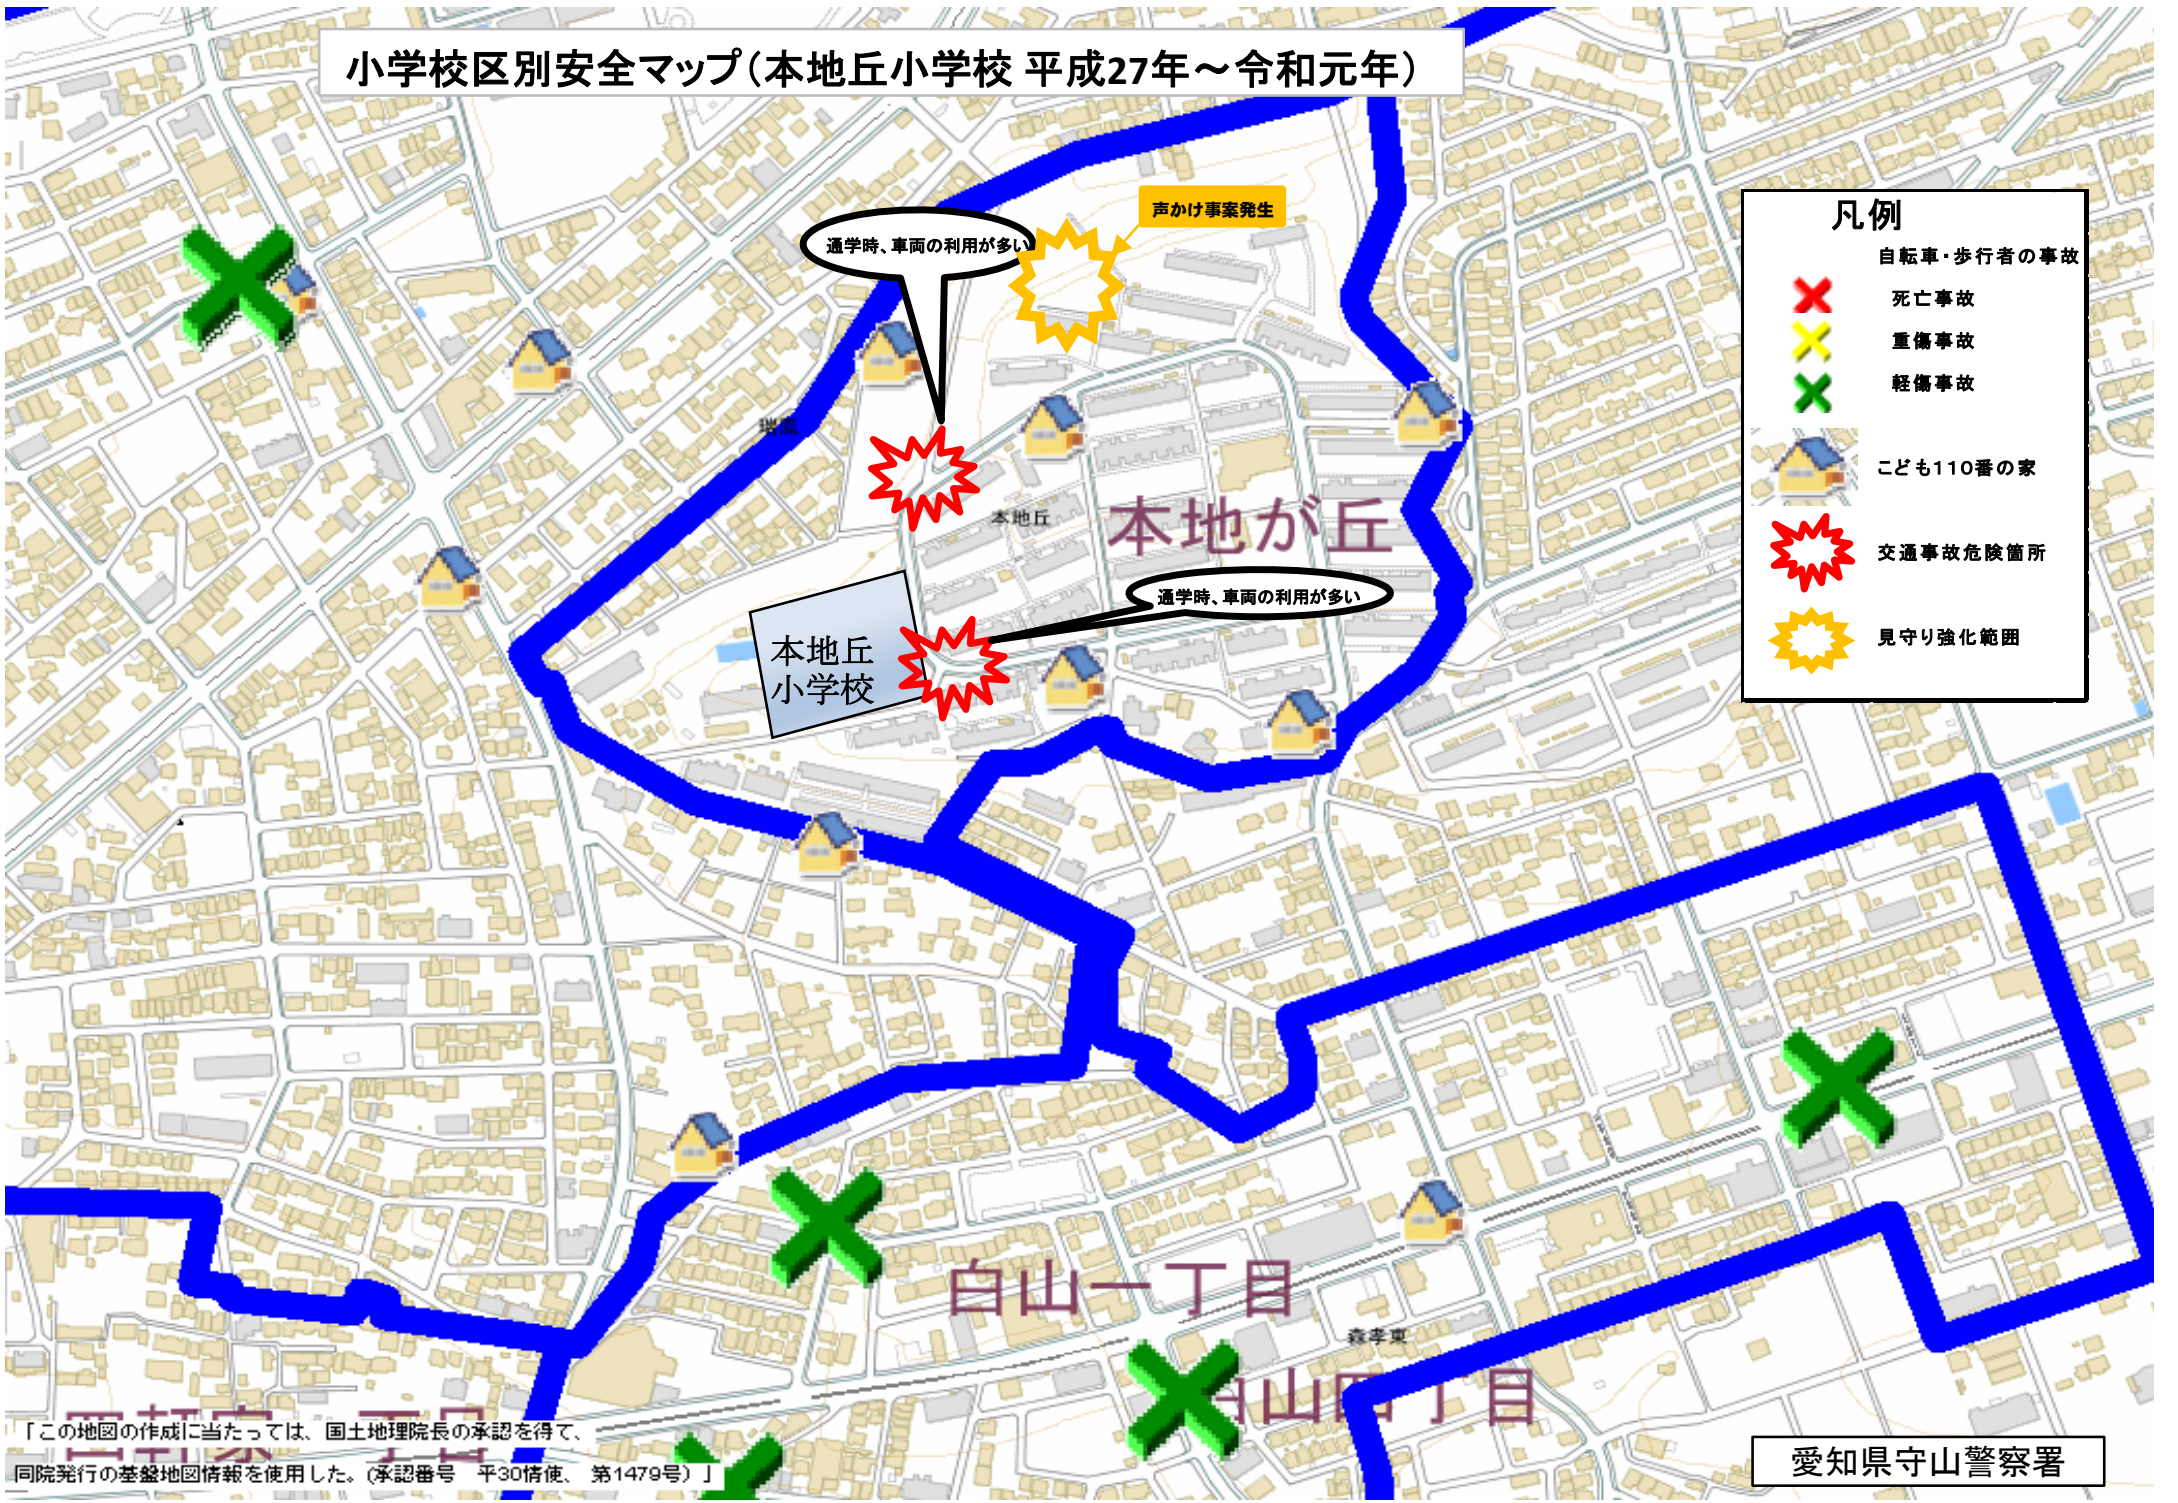 小学校区別安全マップ（本地丘小学校 平成27年～令和元年）
声かけ事案発生
通学時、車両の利用が多い
凡例
自転車・歩行者の事故
死亡事故
重傷事故
軽傷事故
こども110番の家
交通事故危険箇所
見守り強化範囲
本地丘
本地が丘
通学時、車両の利用が多い
本地丘
小学校
白山一丁目
森孝東
白山四丁目
「この地図の作成に当たっては、国土地理院長の承認を得て、
同院発行の基盤地図情報を使用した。(承認番号　平30情使、 第1479号) 」
愛知県守山警察署